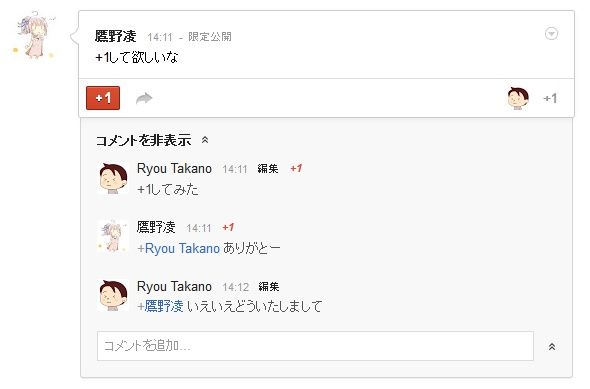 鷹野凌 14:11 - 限定公開
+1して欲しいな
+1
+1
コメントを非表示
Ryou Takano 14:11 編集 +1
+1してみた
鷹野凌 14:11 +1
+Ryou Takano ありがとー
Ryou Takano 14:12 編集
+鷹野凌 いえいえどういたしまして
コメントを追加...